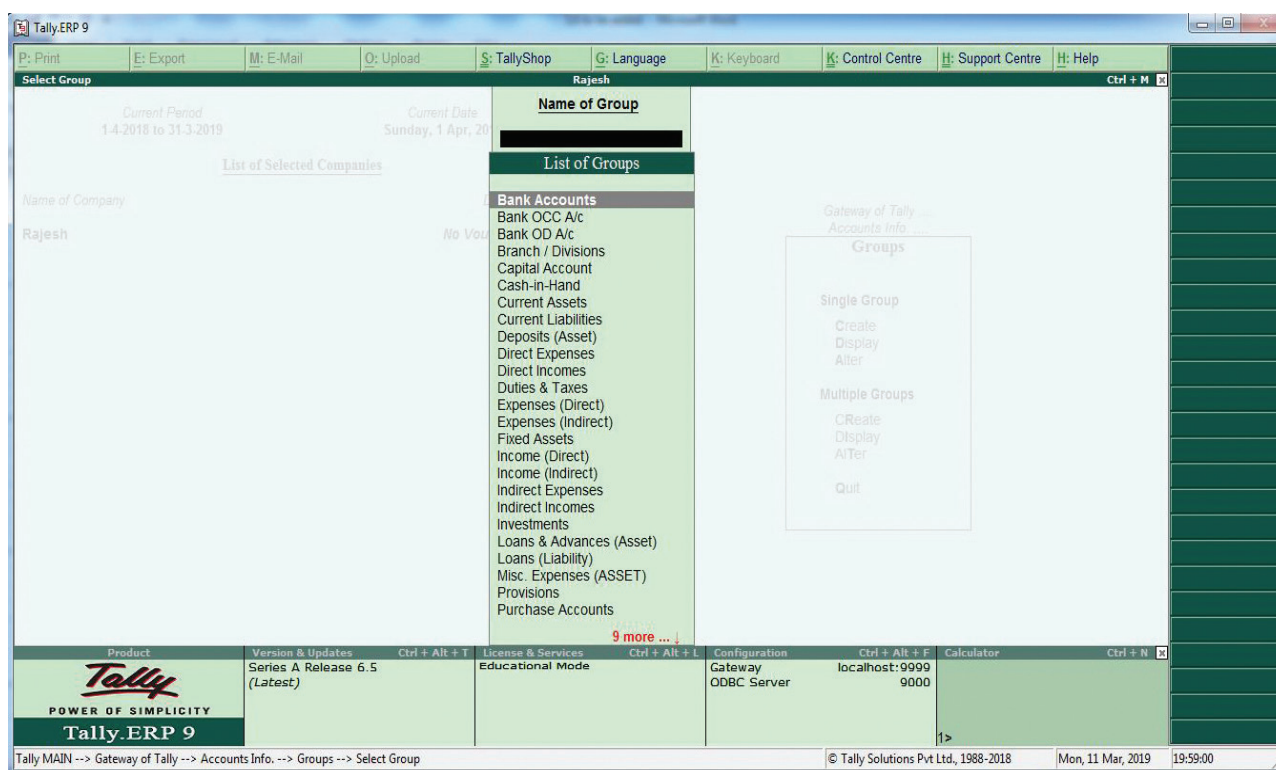 Tally.ERP 9
P: Print E: Export M: E-Mail O: Upload S: TallyShop G: Language K: Keyboard K: Control Centre H: Support Centre H: Help
Select Group Rajesh Ctrl + M
Current Period Current Date
1-4-2018 to 31-3-2019 Sunday, 1 Apr,
List of Selected Companies
Name of Company
Rajesh No
Name of Group
List of Groups
Bank Accounts
Bank OCC A/c
Bank OD A/c
Branch / Divisions
Capital Account
Cash-in-Hand
Current Assets
Current Liabilities
Deposits (Asset)
Direct Expenses
Direct Incomes
Duties & Taxes
Expenses (Direct)
Expenses (Indirect)
Fixed Assets
Income (Direct)
Income (Indirect)
Indirect Expenses
Indirect Incomes
Investments
Loans & Advances (Asset)
Loans (Liability)
Misc. Expenses (ASSET)
Provisions
Purchase Accounts
9 more ... ↓
Gateway of Tally ...
Accounts Info. ...
Groups
Single Group
Create
Display
Alter
Multiple Groups
CReate
DIsplay
AlTer
Quit
Product
Tally
POWER OF SIMPLICITY
Tally.ERP 9
Version & Updates Ctrl + Alt + T
Series A Release 6.5
(Latest)
License & Services Ctrl + Alt + L
Educational Mode
Configuration Ctrl + Alt + F
Gateway localhost:9999
ODBC Server 9000
Calculator Ctrl + N
1>
Tally MAIN --> Gateway of Tally --> Accounts Info. --> Groups --> Select Group © Tally Solutions Pvt Ltd., 1988-2018 Mon, 11 Mar, 2019 19:59:00